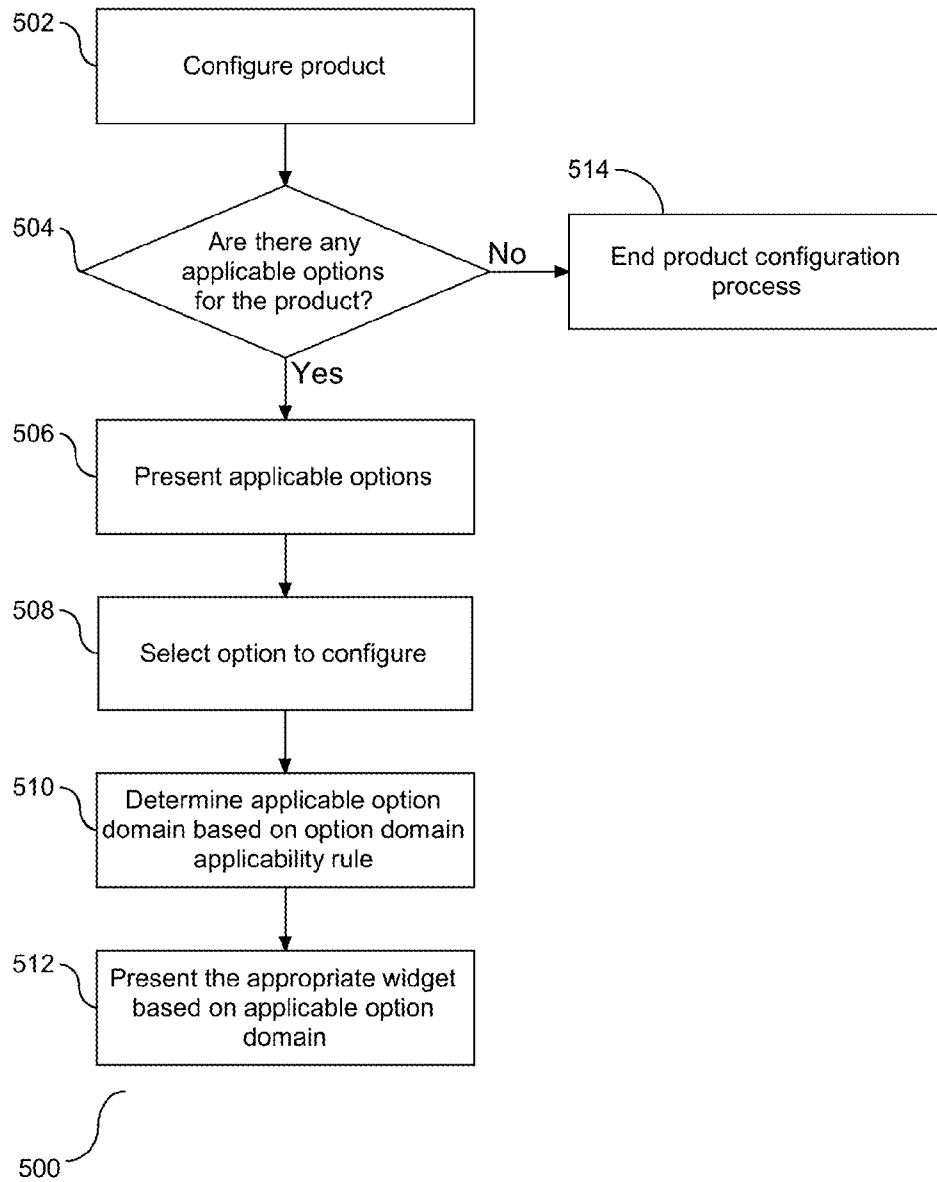 502
Configure product
504
Are there any
applicable options
for the product?
No
514
End product configuration
process
Yes
506
Present applicable options
508
Select option to configure
510
Determine applicable option
domain based on option domain
applicability rule
512
Present the appropriate widget
based on applicable option
domain
500